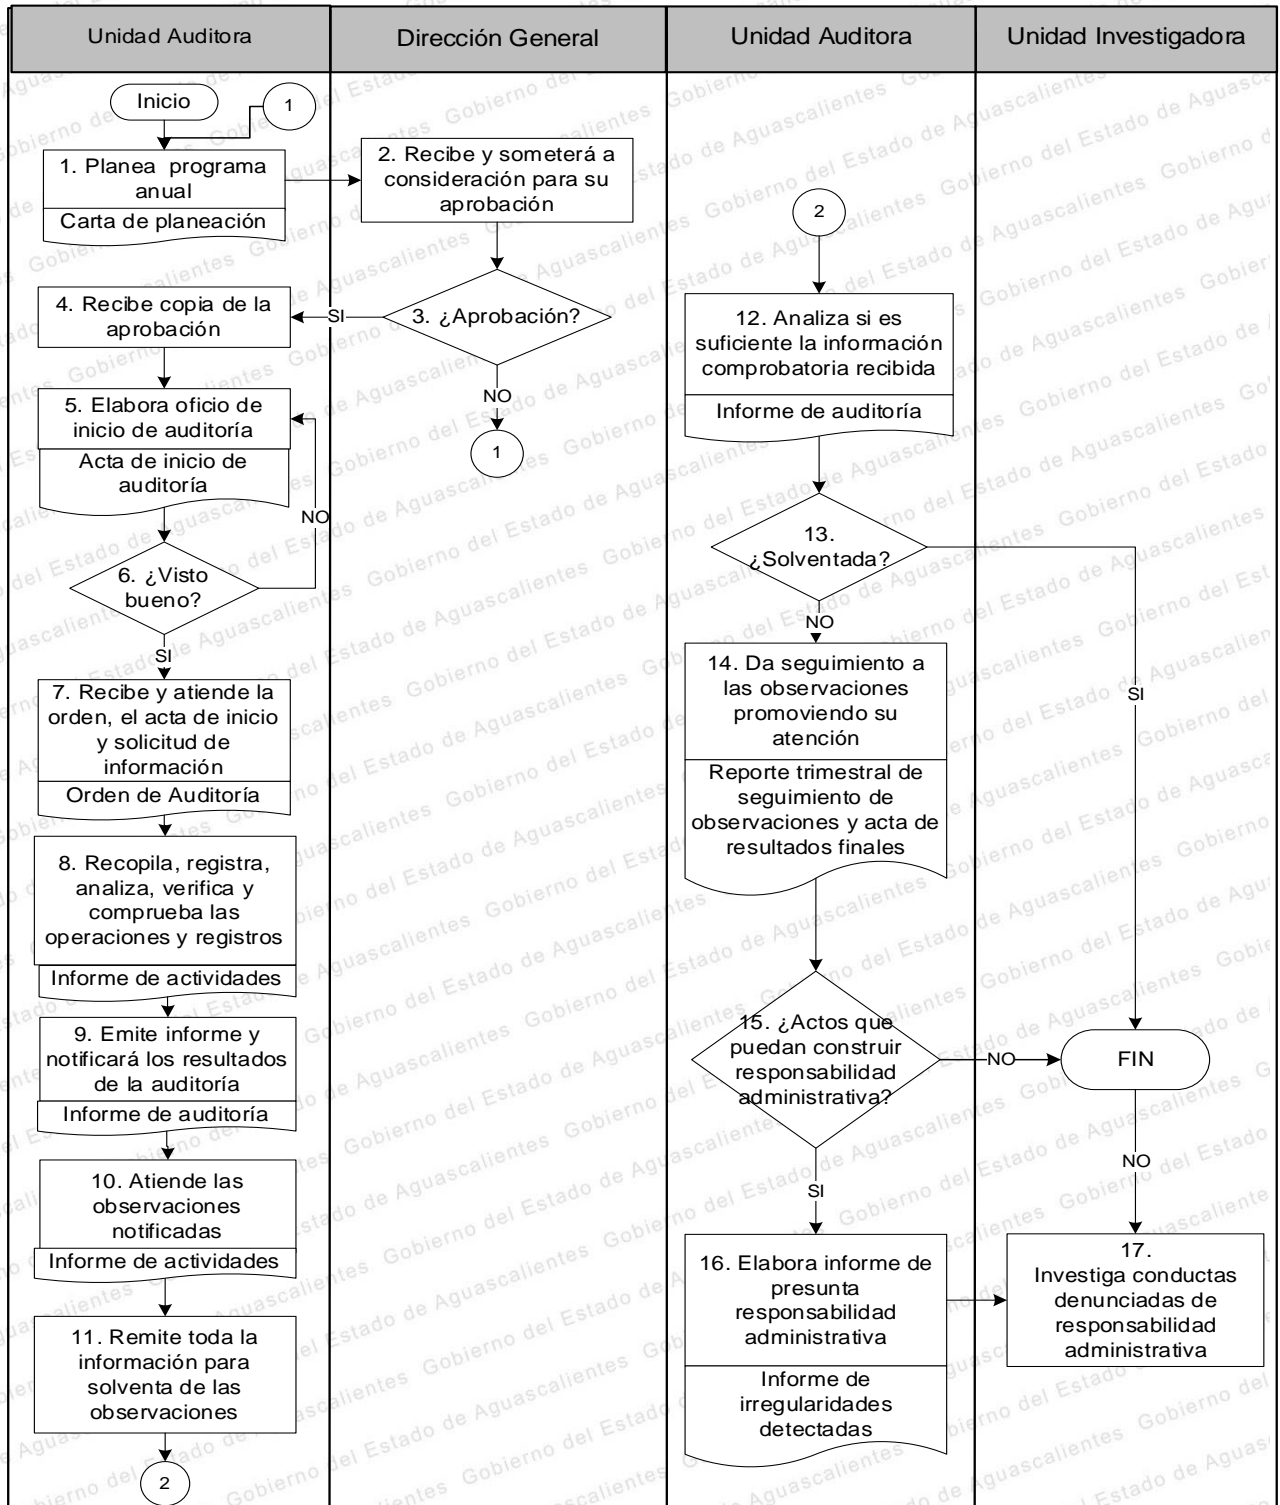 Unidad Auditora
Dirección General
Unidad Auditora
Unidad Investigadora
Inicio
1
1. Planea programa
anual
Carta de planeación
2. Recibe y someterá a
consideración para su
aprobación
3. ¿Aprobación?
SI
NO
1
4. Recibe copia de la
aprobación
5. Elabora oficio de
inicio de auditoría
Acta de inicio de
auditoría
NO
6. ¿Visto
bueno?
SI
7. Recibe y atiende la
orden, el acta de inicio
y solicitud de
información
Orden de Auditoría
8. Recopila, registra,
analiza, verifica y
comprueba las
operaciones y registros
Informe de actividades
9. Emite informe y
notificará los resultados
de la auditoría
Informe de auditoría
10. Atiende las
observaciones
notificadas
Informe de actividades
11. Remite toda la
información para
solventa de las
observaciones
2
2
12. Analiza si es
suficiente la información
comprobatoria recibida
Informe de auditoría
13.
¿Solventada?
NO
SI
14. Da seguimiento a
las observaciones
promoviendo su
atención
Reporte trimestral de
seguimiento de
observaciones y acta de
resultados finales
15. ¿Actos que
puedan construir
responsabilidad
administrativa?
NO
FIN
SI
NO
16. Elabora informe de
presunta
responsabilidad
administrativa
Informe de
irregularidades
detectadas
17.
Investiga conductas
denunciadas de
responsabilidad
administrativa
Gobierno del Estado de Aguascalientes